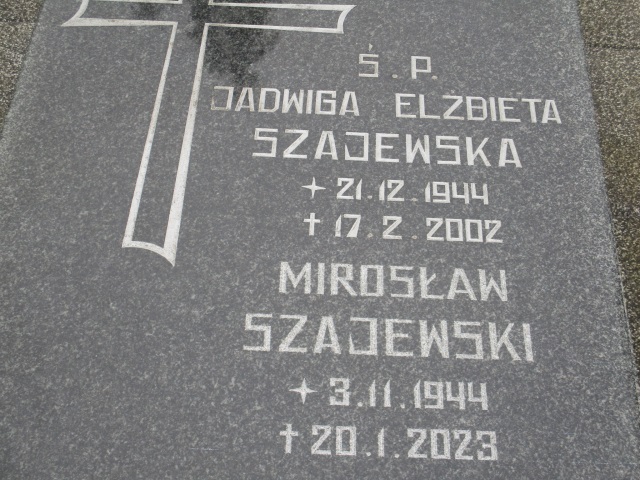 Ś. P.
JADWIGA ELŻBIETA
SZAJEWSKA
✦ 21.12.1944
✝ 17.2.2002
MIROSŁAW
SZAJEWSKI
✦ 3.11.1944
✝ 20.1.2023